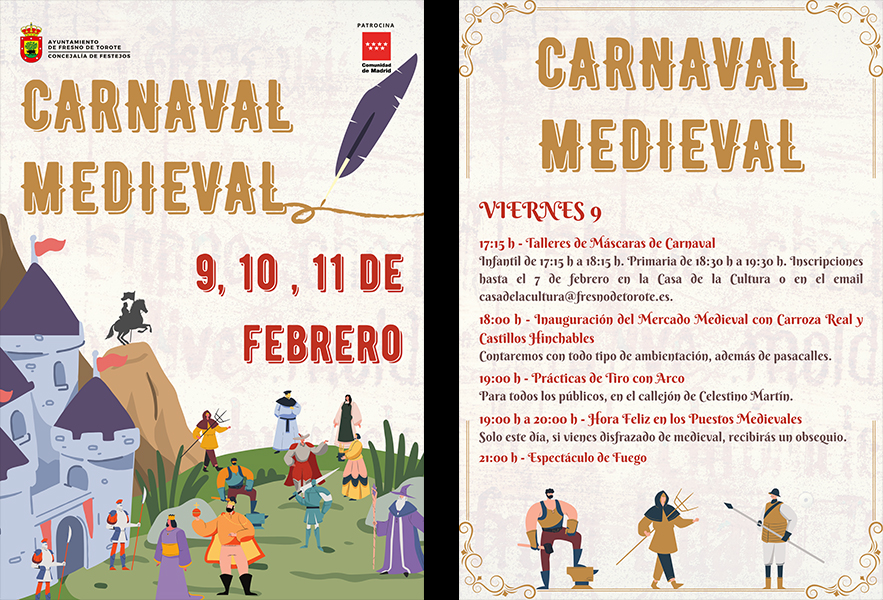 AYUNTAMIENTO
DE FRESNO DE TOROTE
CONCEJALÍA DE FESTEJOS
PATROCINA
Comunidad
de Madrid
CARNAVAL
MEDIEVAL
9, 10 , 11 DE
FEBRERO
CARNAVAL
MEDIEVAL
VIERNES 9
17:15 h - Talleres de Máscaras de Carnaval
Infantil de 17:15 h a 18:15 h. Primaria de 18:30 h a 19:30 h. Inscripciones
hasta el 7 de febrero en la Casa de la Cultura o en el email
casadelacultura@fresnodetorote.es.
18:00 h - Inauguración del Mercado Medieval con Carroza Real y
Castillos Hinchables
Contaremos con todo tipo de ambientación, además de pasacalles.
19:00 h - Prácticas de Tiro con Arco
Para todos los públicos, en el callejón de Celestino Martín.
19:00 h a 20:00 h - Hora Feliz en los Puestos Medievales
Solo este día, si vienes disfrazado de medieval, recibirás un obsequio.
21:00 h - Espectáculo de Fuego